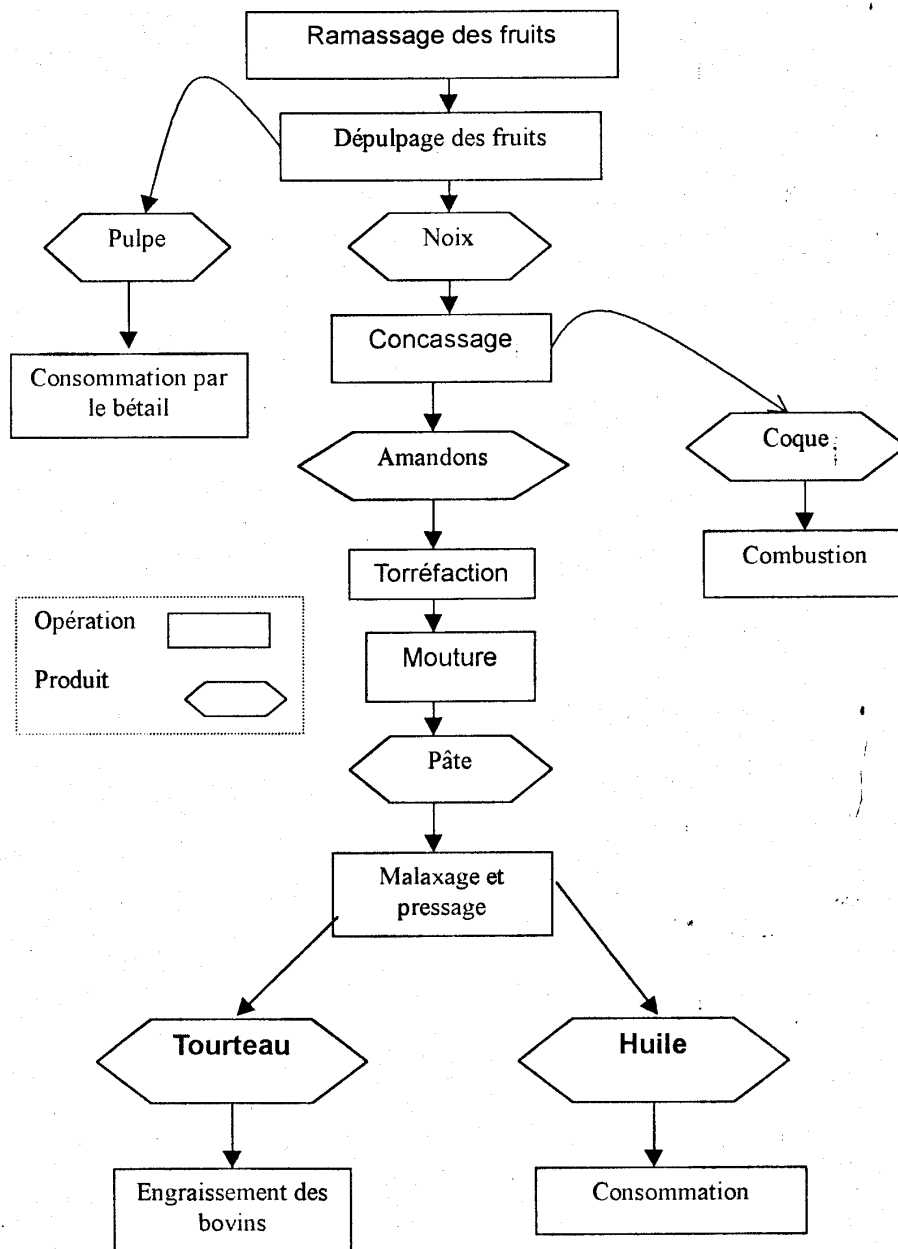 Ramassage des fruits
Dépulpage des fruits
Pulpe
Noix
Consommation par
le bétail
Concassage
Coque
Amandons
Combustion
Torréfaction
Opération
Produit
Mouture
Pâte
Malaxage et
pressage
Tourteau
Huile
Engraissement des
bovins
Consommation